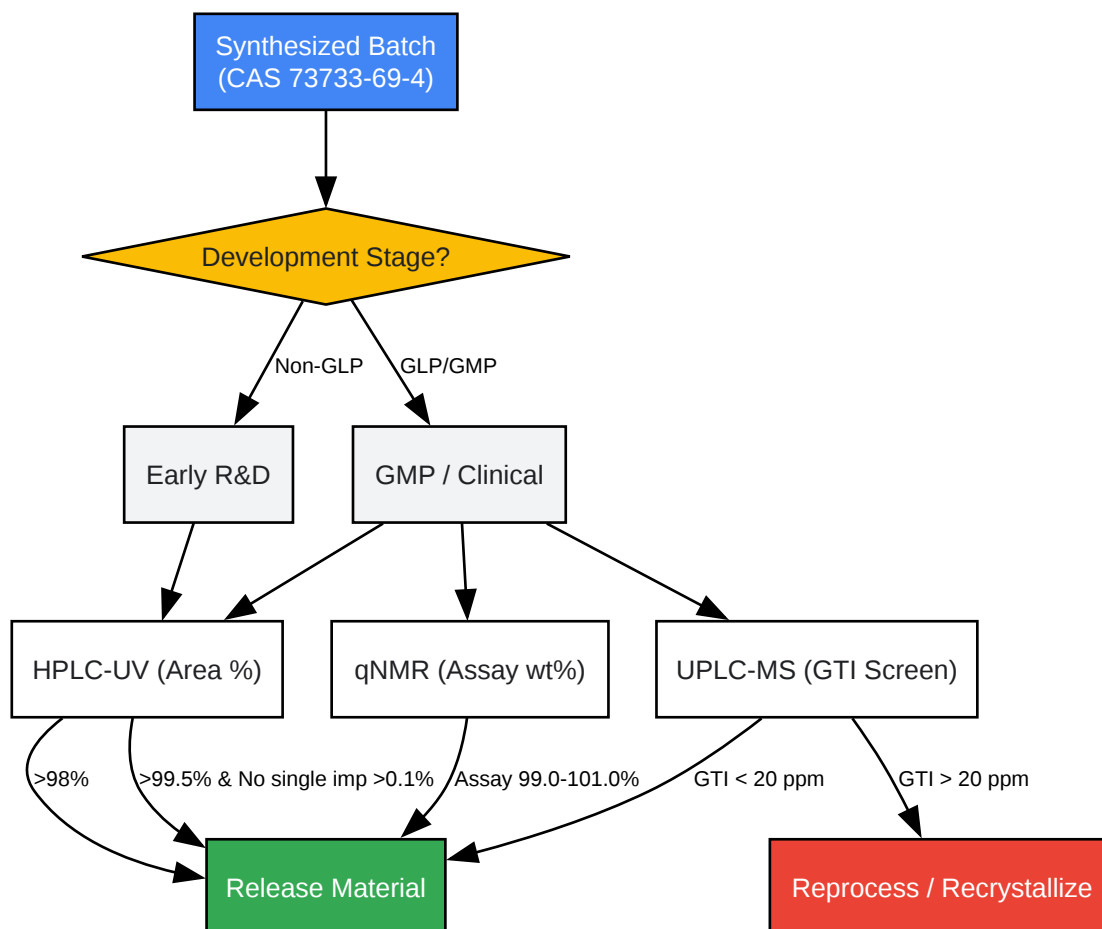 Synthesized Batch
(CAS 73733-69-4)
Development Stage?
Non-GLP
GLP/GMP
Early R&D
GMP / Clinical
HPLC-UV (Area %)
qNMR (Assay wt%)
UPLC-MS (GTI Screen)
>98%
>99.5% & No single imp >0.1%
Assay 99.0-101.0%
GTI < 20 ppm
GTI > 20 ppm
Release Material
Reprocess / Recrystallize